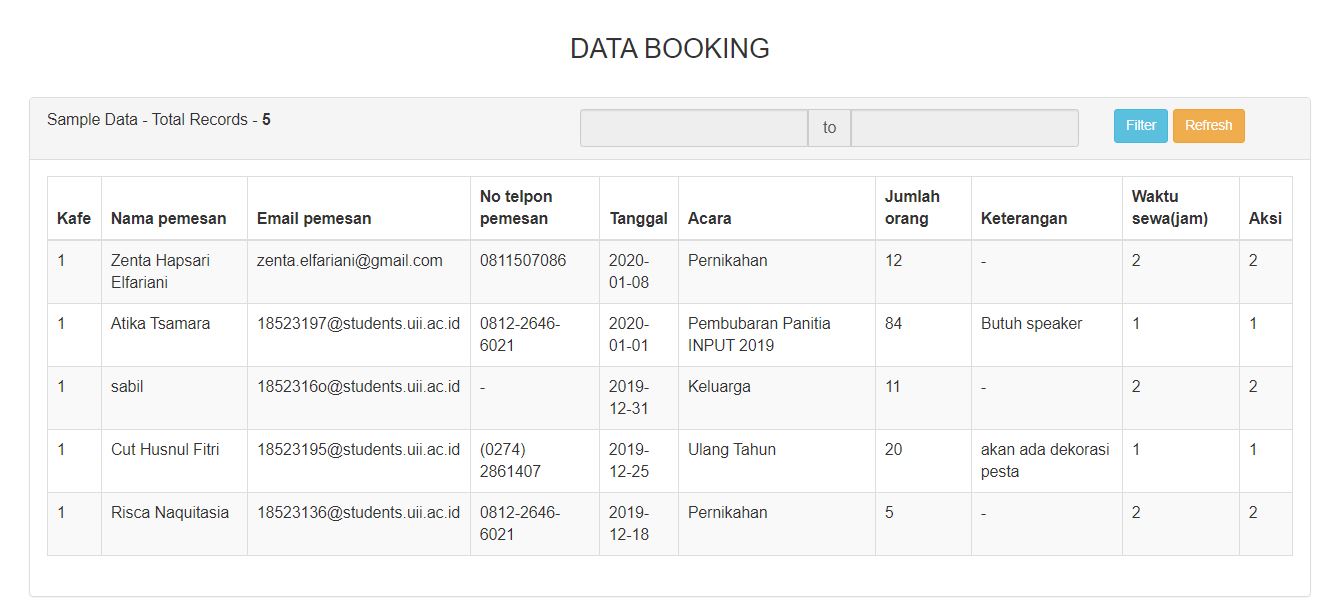 DATA BOOKING
Sample Data - Total Records - 5
to
Filter
Refresh
Kafe
Nama pemesan
Email pemesan
No telpon
pemesan
Tanggal
Acara
Jumlah
orang
Keterangan
Waktu
sewa(jam)
Aksi
1
Zenta Hapsari
Elfariani
zenta.elfariani@gmail.com
0811507086
2020-
01-08
Pernikahan
12
-
2
2
1
Atika Tsamara
18523197@students.uii.ac.id
0812-2646-
6021
2020-
01-01
Pembubaran Panitia
INPUT 2019
84
Butuh speaker
1
1
1
sabil
1852316o@students.uii.ac.id
-
2019-
12-31
Keluarga
11
-
2
2
1
Cut Husnul Fitri
18523195@students.uii.ac.id
(0274)
2861407
2019-
12-25
Ulang Tahun
20
akan ada dekorasi
pesta
1
1
1
Risca Naquitasia
18523136@students.uii.ac.id
0812-2646-
6021
2019-
12-18
Pernikahan
5
-
2
2